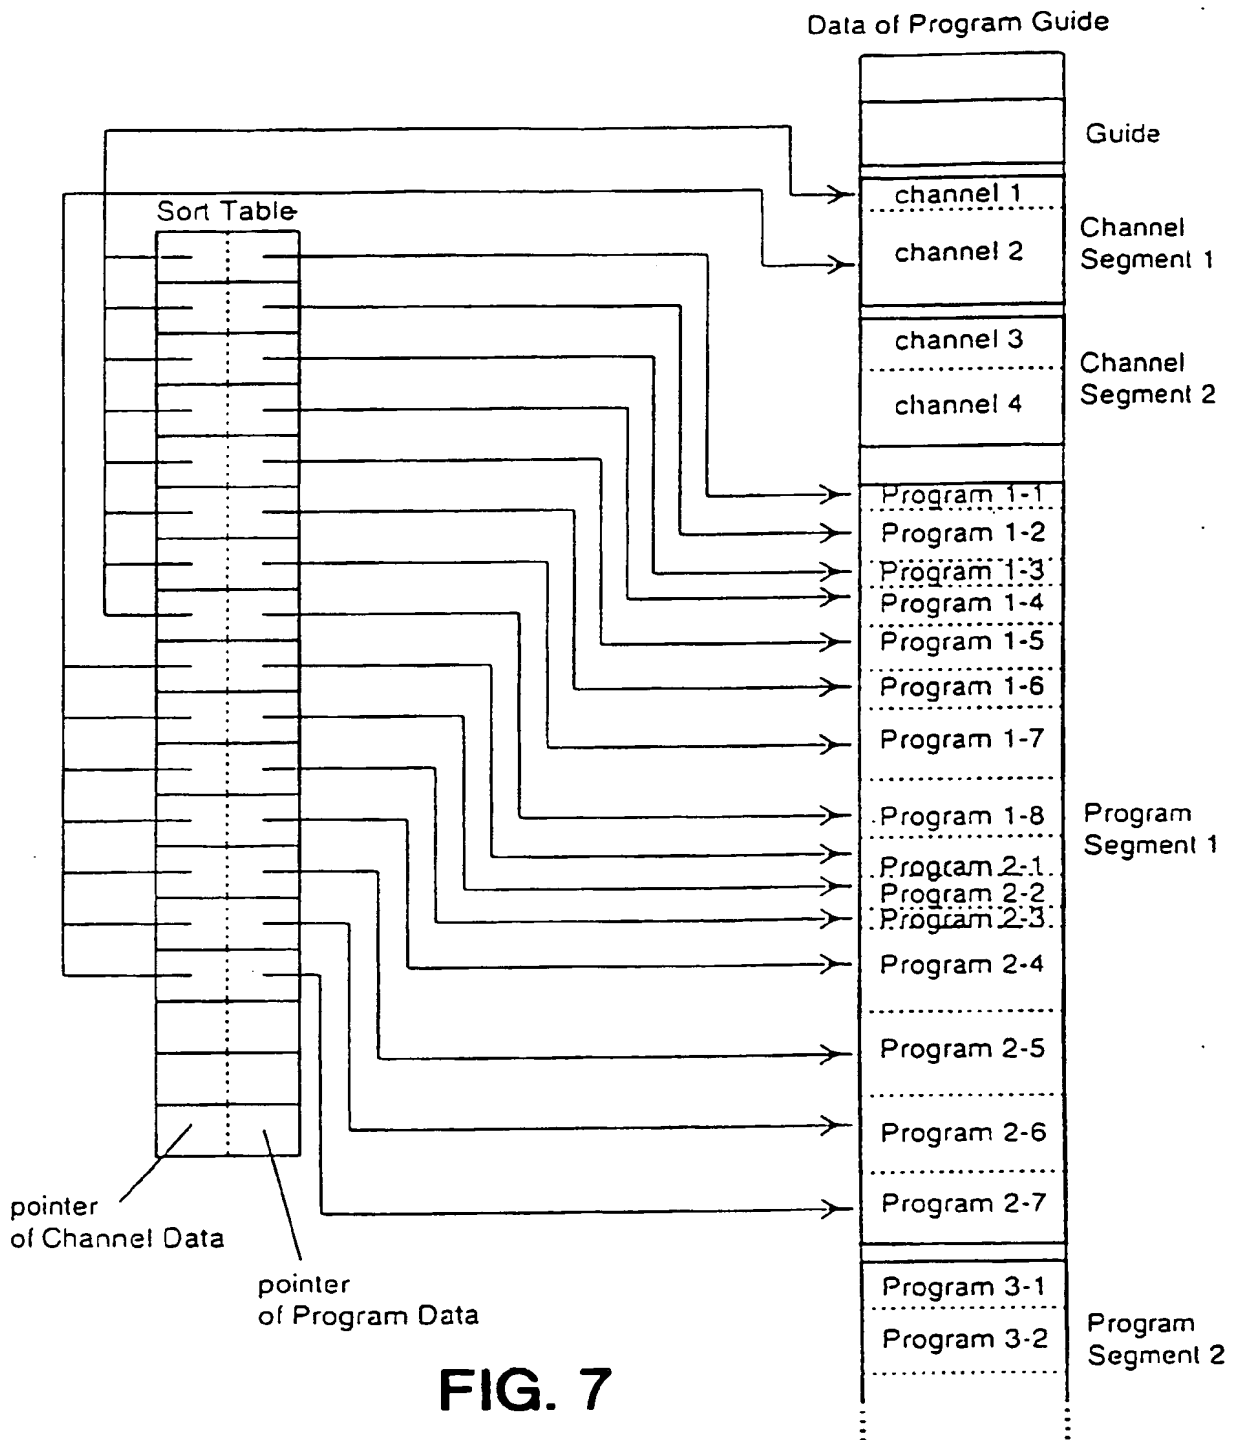 Data of Program Guide
Guide
Sort Table
channel 1
channel 2
Channel
Segment 1
channel 3
channel 4
Channel
Segment 2
Program 1-1
Program 1-2
Program 1-3
Program 1-4
Program 1-5
Program 1-6
Program 1-7
Program 1-8
Program 2-1
Program 2-2
Program 2-3
Program 2-4
Program 2-5
Program 2-6
Program 2-7
Program
Segment 1
pointer
of Channel Data
pointer
of Program Data
Program 3-1
Program 3-2
Program
Segment 2
FIG. 7